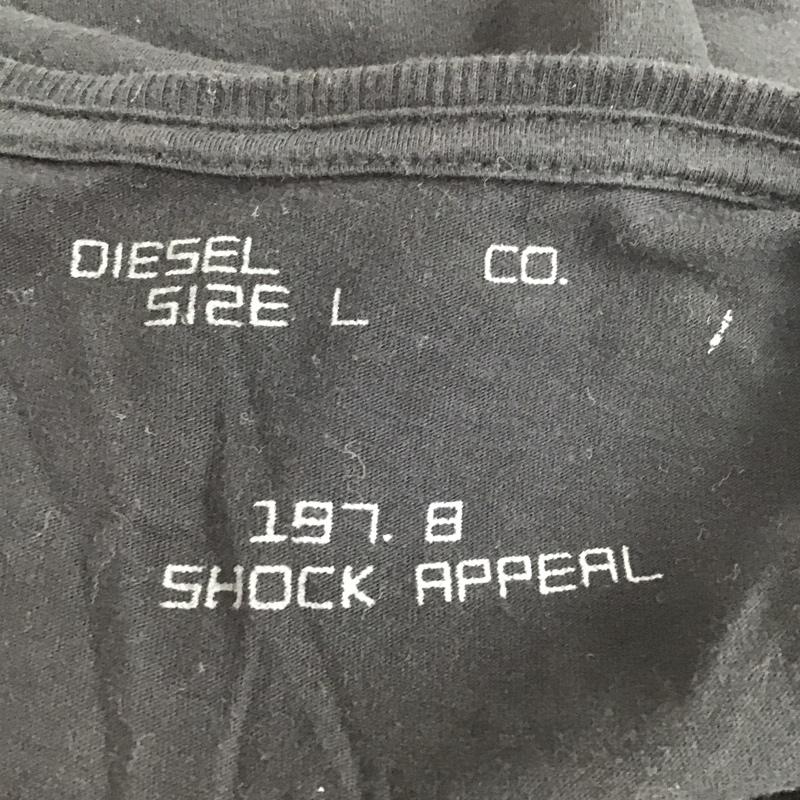 DIESEL CO.
SIZE L
197. 8
SHOCK APPEAL